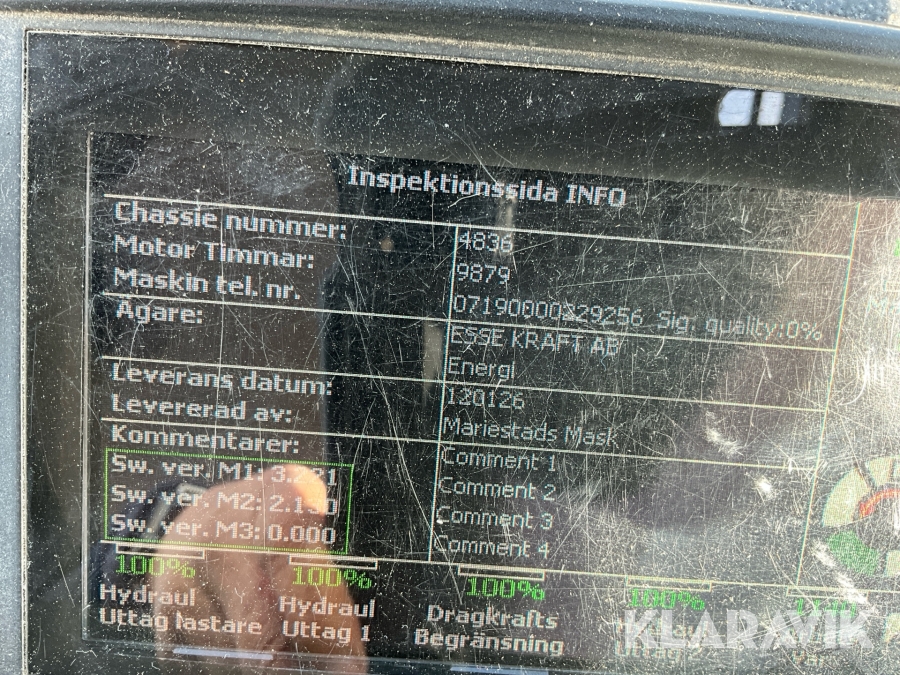 Inspektionssida INFO
Chassie nummer: 4836
Motor Timmar: 9879
Maskin tel. nr. Sig. quality:0%
Ägare: ESSE KRAFT AB
Energi
Leverans datum: 120126
Levererad av: Mariestads Mask
Kommentarer: Comment 1
Sw. ver. M1: Comment 2
Sw. ver. M2: Comment 3
Sw. ver. M3: 0.000 Comment 4
100% 100% 100% 100%
Hydraul Hydraul Dragkrafts
Uttag lastare Uttag 1 Begränsning
KLARAVIK